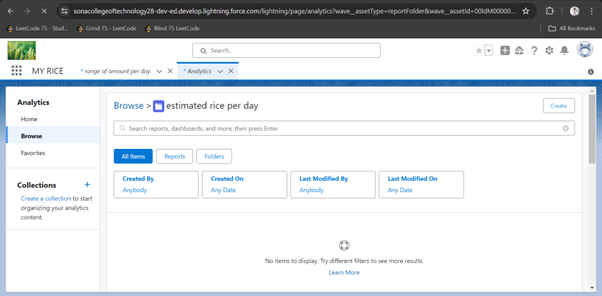 sonacollegeoftechnology28-dev-ed.develop.lightning.force.com/lightning/page/analytics?wave__assetType=reportFolder&wave__assetId=00IdM00000...
LeetCode 75 - Stud...
Grind 75 - LeetCode
Blind 75 LeetCode
All Bookmarks
Search...
MY RICE
* range of amount per day
* Analytics
Analytics
Home
Browse
Favorites
Collections +
Create a collection to start
organizing your analytics
content.
Browse > estimated rice per day
Create
Search reports, dashboards, and more, then press Enter
All Items Reports Folders
Created By Created On Last Modified By Last Modified On
Anybody Any Date Anybody Any Date
No items to display. Try different filters to see more results.
Learn More